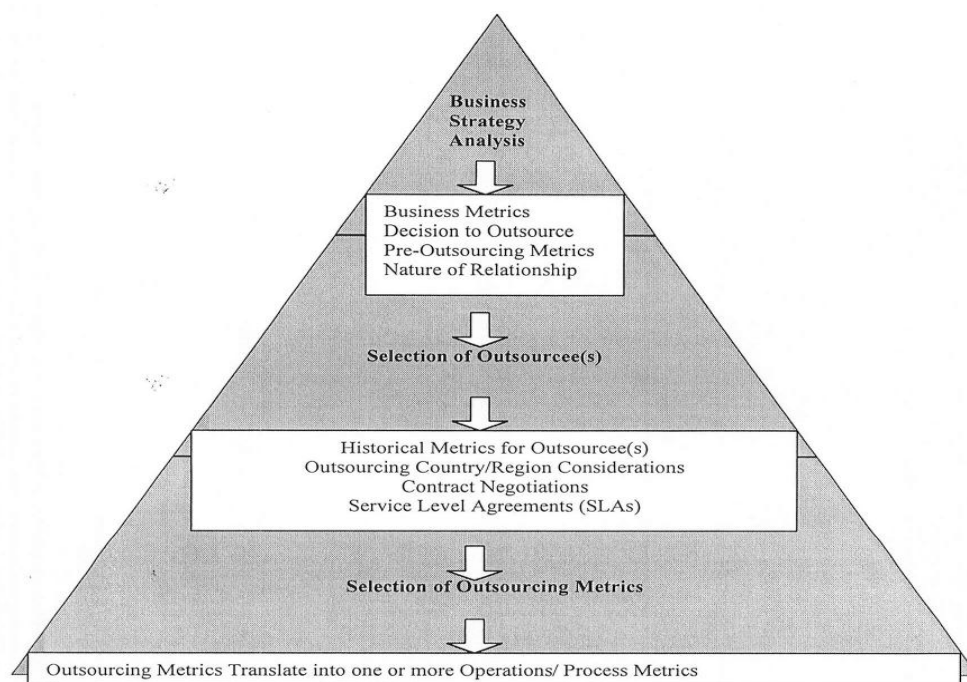 Business
Strategy
Analysis
Business Metrics
Decision to Outsource
Pre-Outsourcing Metrics
Nature of Relationship
Selection of Outsourcee(s)
Historical Metrics for Outsourcee(s)
Outsourcing Country/Region Considerations
Contract Negotiations
Service Level Agreements (SLAs)
Selection of Outsourcing Metrics
Outsourcing Metrics Translate into one or more Operations/ Process Metrics